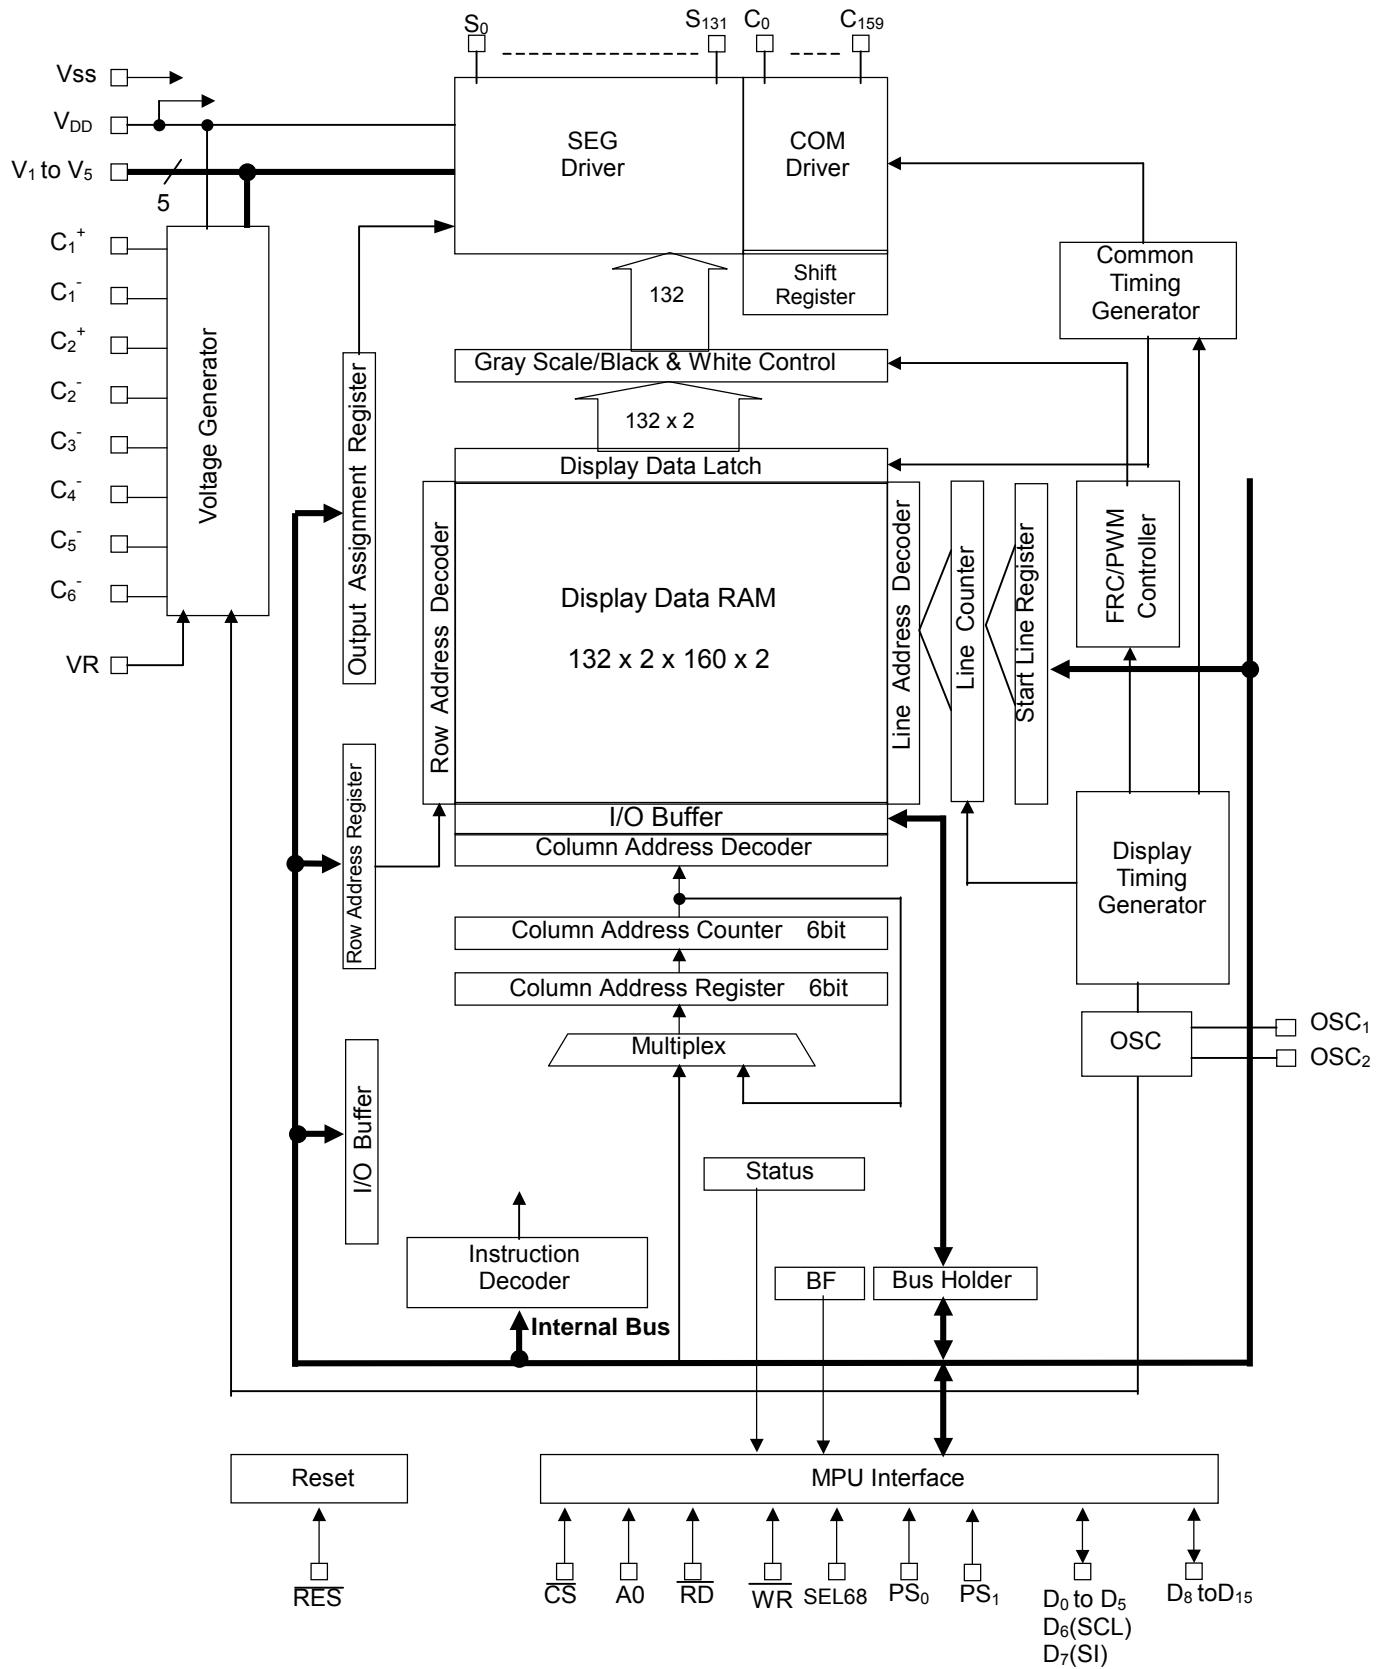 S0 S131 C0 C159
Vss
VDD
V1 to V5
5
SEG
Driver
COM
Driver
C1+
C1-
C2+
C2-
C3-
C4-
C5-
C6-
VR
Voltage Generator
Shift
Register
132
Common
Timing
Generator
Gray Scale/Black & White Control
132 x 2
Display Data Latch
Output Assignment Register
Row Address Decoder
Display Data RAM
132 x 2 x 160 x 2
Line Address Decoder
Line Counter
Start Line Register
FRC/PWM
Controller
I/O Buffer
Column Address Decoder
Row Address Register
Display
Timing
Generator
Column Address Counter 6bit
Column Address Register 6bit
Multiplex
OSC
OSC1
OSC2
I/O Buffer
Status
Instruction
Decoder
BF
Bus Holder
Internal Bus
Reset
MPU Interface
RES
CS A0 RD WR SEL68 PS0 PS1
D0 to D5
D6(SCL)
D7(SI)
D8 toD15